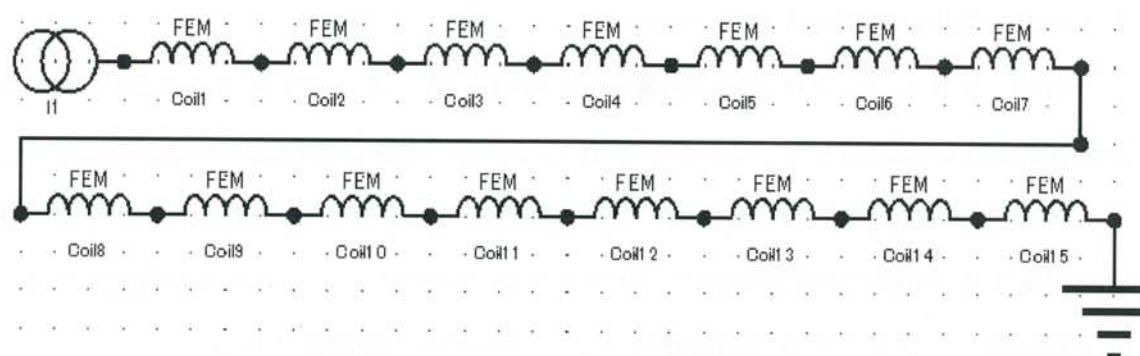 FEM FEM FEM FEM FEM FEM FEM
I1 Coil1 Coil2 Coil3 Coil4 Coil5 Coil6 Coil7
FEM FEM FEM FEM FEM FEM FEM FEM
Coil8 Coil9 Coil10 Coil11 Coil12 Coil13 Coil14 Coil15